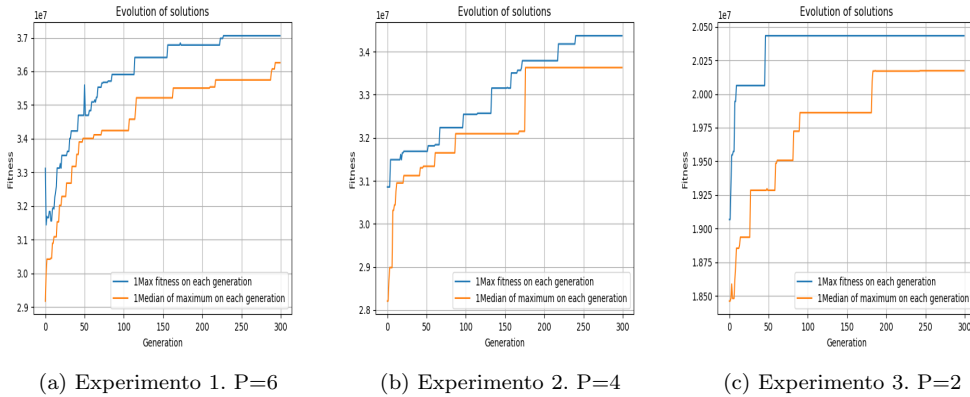 Evolution of solutions
1e7
3.7
3.6
3.5
3.4
3.3
3.2
3.1
3.0
2.9
Fitness
0 50 100 150 200 250 300
Generation
1Max fitness on each generation
1Median of maximum on each generation
(a) Experimento 1. P=6
Evolution of solutions
1e7
3.4
3.3
3.2
3.1
3.0
2.9
2.8
Fitness
0 50 100 150 200 250 300
Generation
1Max fitness on each generation
1Median of maximum on each generation
(b) Experimento 2. P=4
Evolution of solutions
1e7
2.050
2.025
2.000
1.975
1.950
1.925
1.900
1.875
1.850
Fitness
0 50 100 150 200 250 300
Generation
1Max fitness on each generation
1Median of maximum on each generation
(c) Experimento 3. P=2